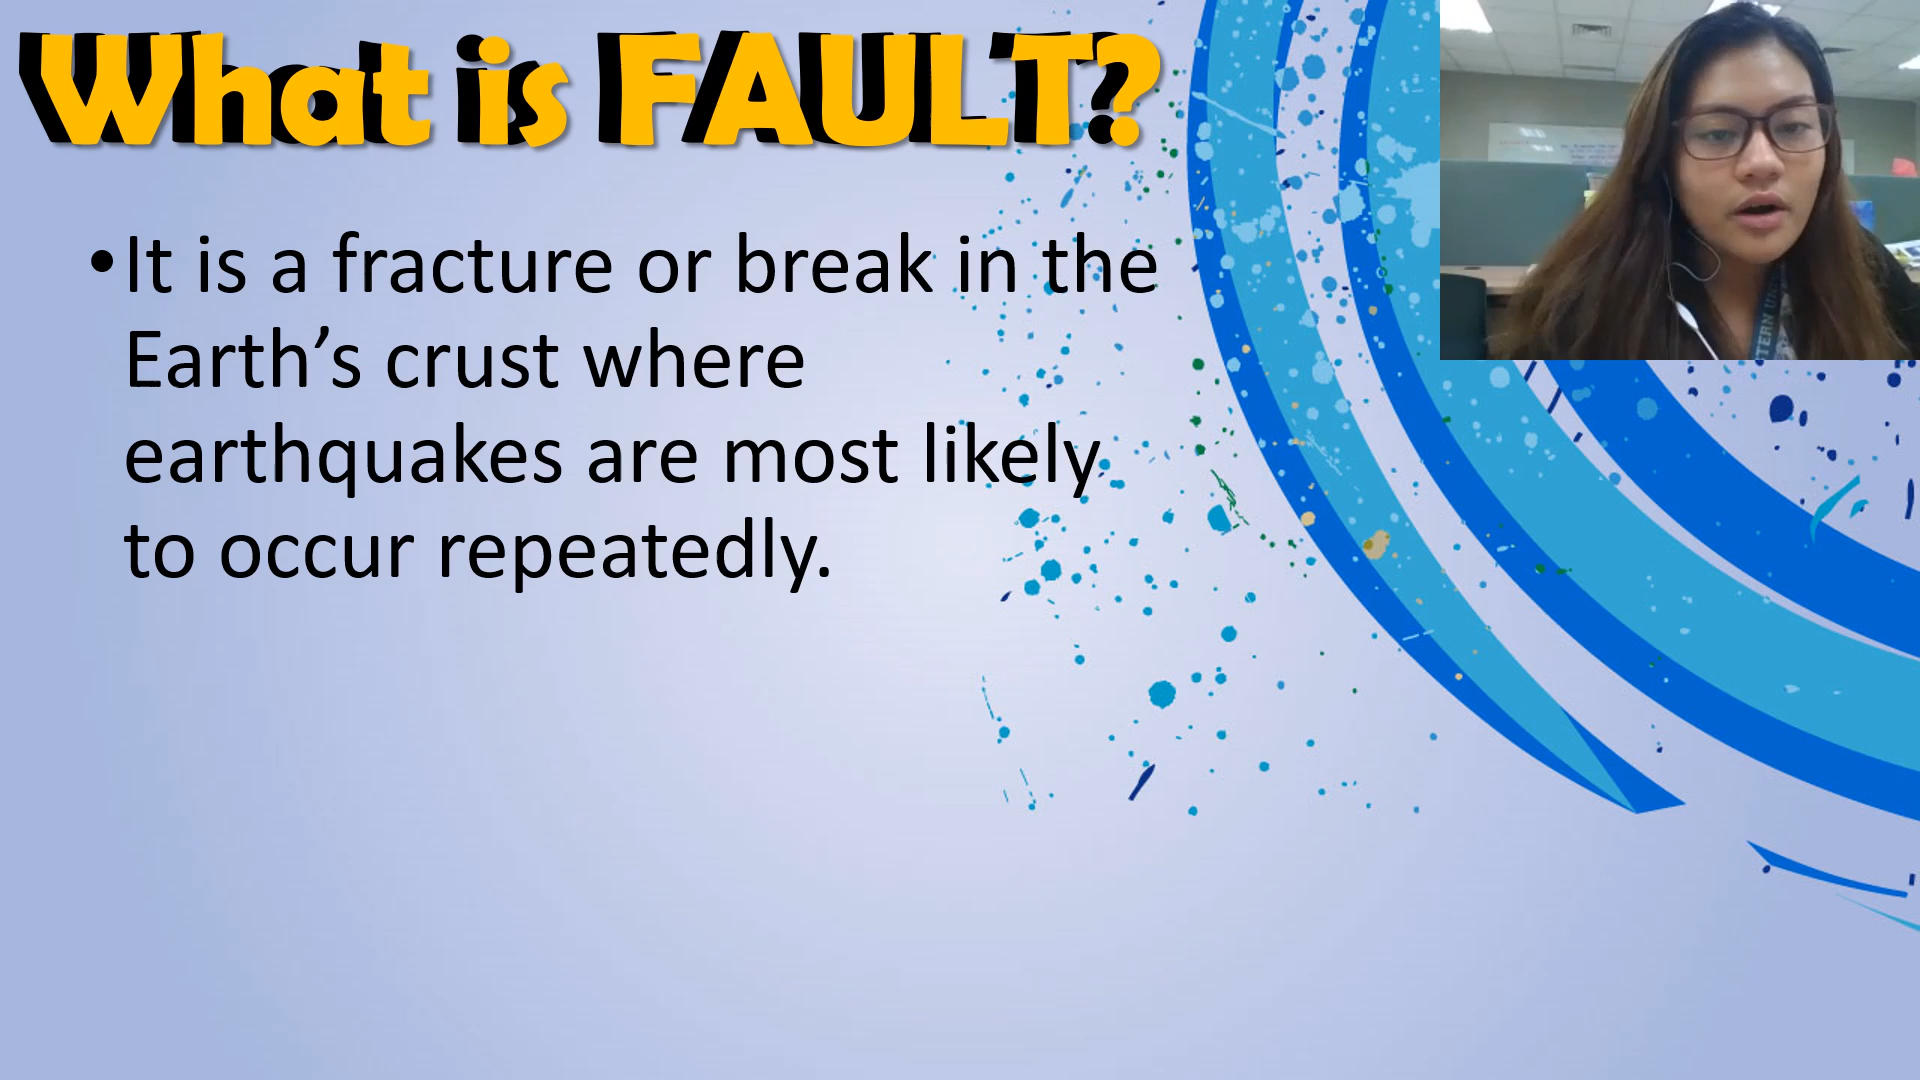 What is FAULT?
•It is a fracture or break in the
Earth’s crust where
earthquakes are most likely
to occur repeatedly.